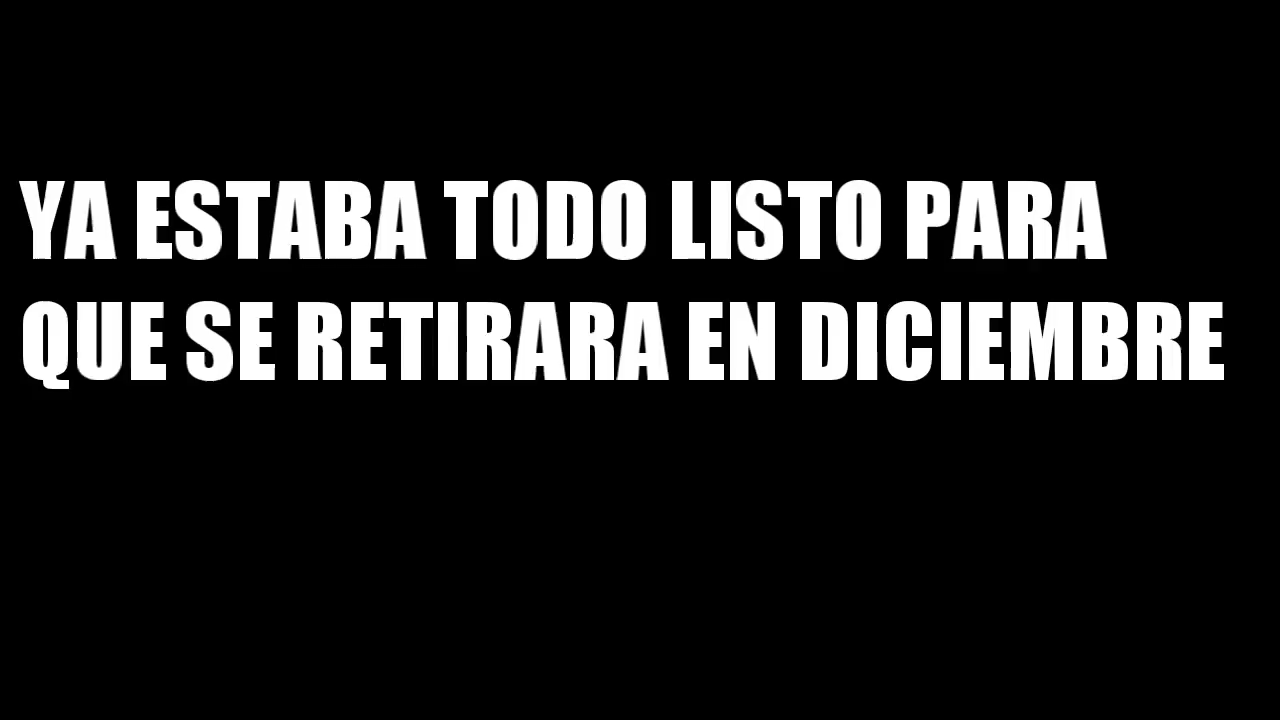 YA ESTABA TODO LISTO PARA
QUE SE RETIRARA EN DICIEMBRE